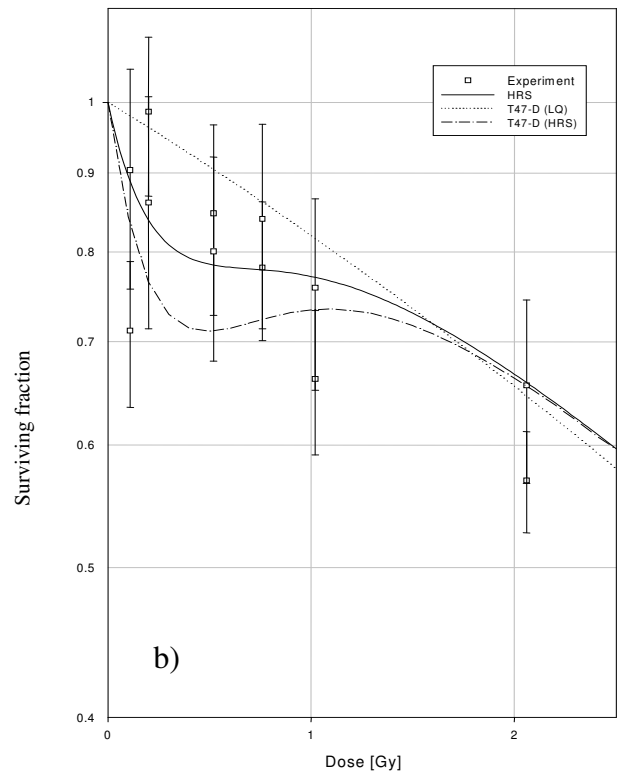 Experiment
HRS
T47-D (LQ)
T47-D (HRS)
1
0.9
0.8
0.7
0.6
0.5
0.4
Surviving fraction
b)
0 1 2
Dose [Gy]